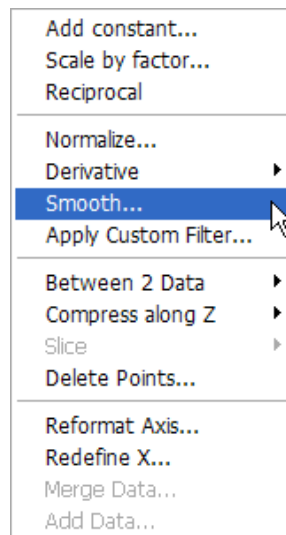 Add constant...
Scale by factor...
Reciprocal
Normalize...
Derivative
Smooth...
Apply Custom Filter...
Between 2 Data
Compress along Z
Slice
Delete Points...
Reformat Axis...
Redefine X...
Merge Data...
Add Data...